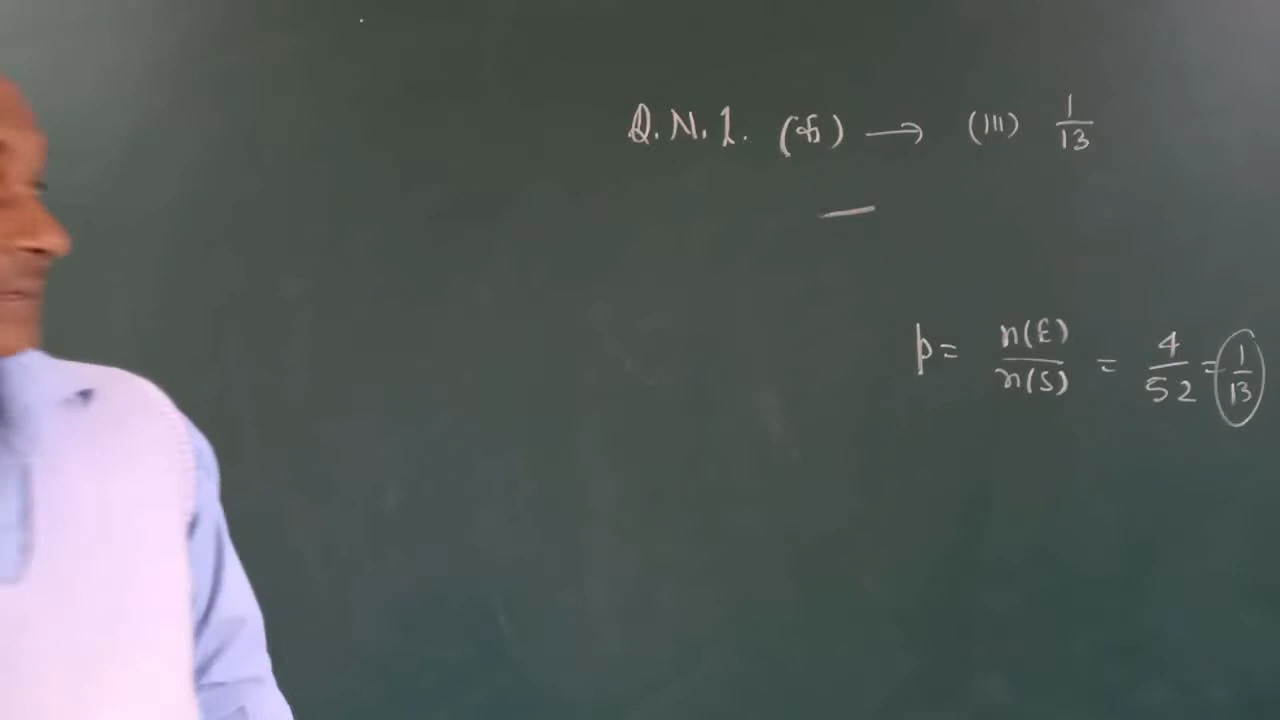 Q.N.1. (क) → (iii) 1/13
p = n(E)/n(S) = 4/52 = 1/13